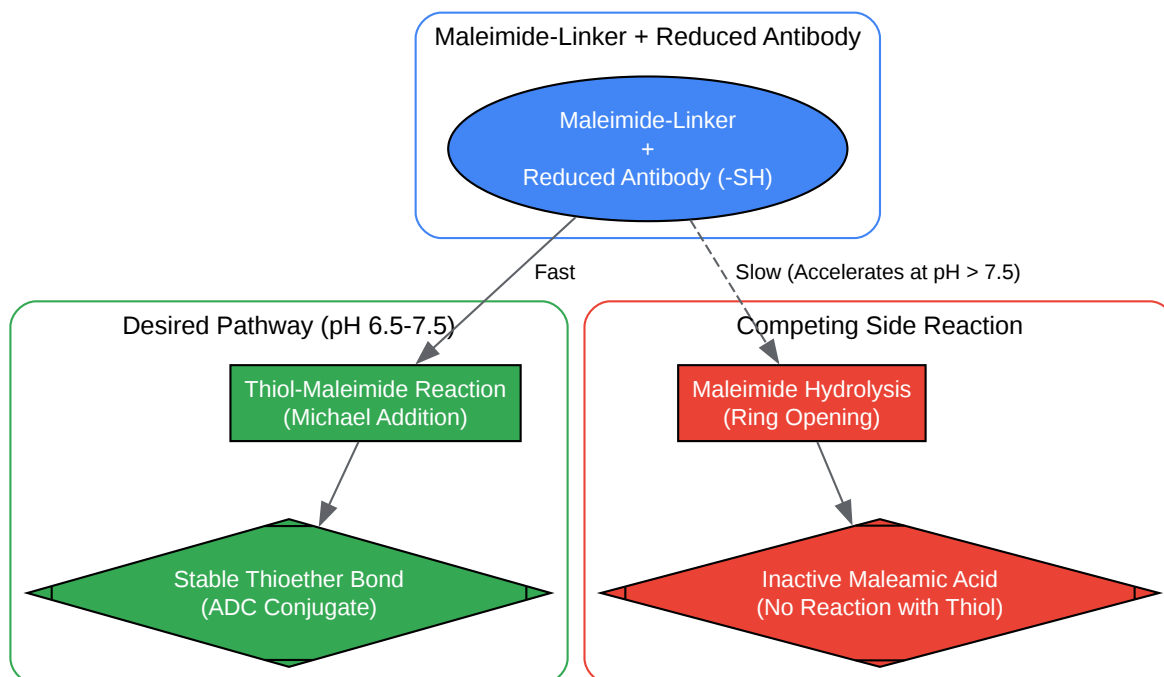 Maleimide-Linker + Reduced Antibody
Maleimide-Linker
+
Reduced Antibody (-SH)
Fast
Slow (Accelerates at pH > 7.5)
Desired Pathway (pH 6.5-7.5)
Thiol-Maleimide Reaction
(Michael Addition)
Stable Thioether Bond
(ADC Conjugate)
Competing Side Reaction
Maleimide Hydrolysis
(Ring Opening)
Inactive Maleamic Acid
(No Reaction with Thiol)